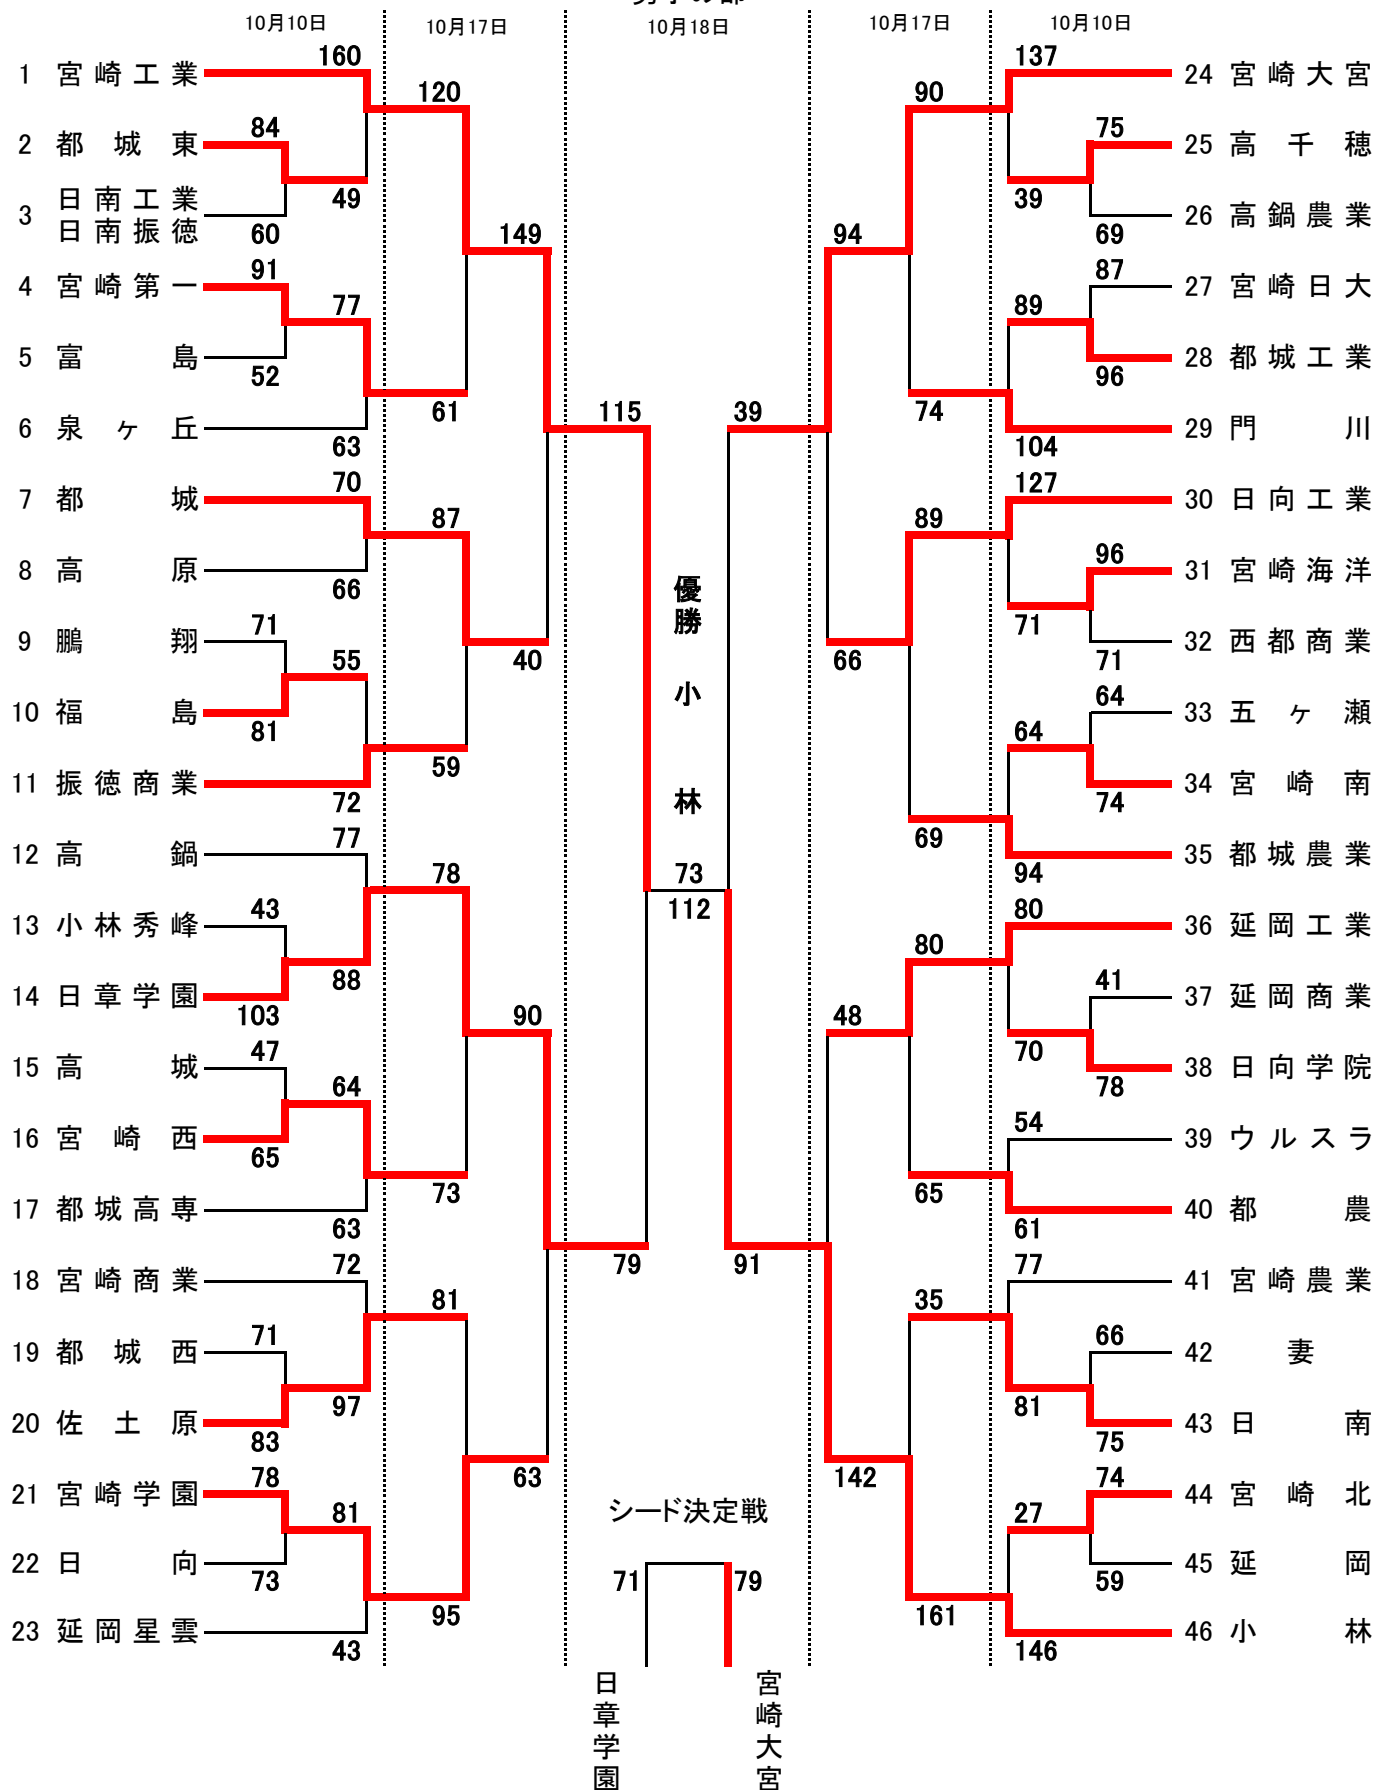 10月10日
10月17日
10月18日
10月17日
10月10日
1 宮崎工業
2 都城東
3 日南工業
日南振徳
4 宮崎第一
5 富島
6 泉ヶ丘
7 都城
8 高原
9 鵬翔
10 福島
11 振徳商業
12 高鍋
13 小林秀峰
14 日章学園
15 高城
16 宮崎西
17 都城高専
18 宮崎商業
19 都城西
20 佐土原
21 宮崎学園
22 日向
23 延岡星雲
160
84
49
60
91
77
52
63
70
66
71
55
81
72
77
43
88
103
47
64
65
63
72
71
97
83
78
81
73
43
120
61
87
59
78
73
81
95
149
40
90
63
115
79
優勝 小林
73
112
39
91
94
66
48
142
90
74
89
69
80
65
35
161
137
75
39
69
87
89
96
104
127
96
71
71
64
64
74
94
80
41
70
78
54
61
77
66
81
75
74
27
59
146
24 宮崎大宮
25 高千穂
26 高鍋農業
27 宮崎日大
28 都城工業
29 門川
30 日向工業
31 宮崎海洋
32 西都商業
33 五ヶ瀬
34 宮崎南
35 都城農業
36 延岡工業
37 延岡商業
38 日向学院
39 ウルスラ
40 都農
41 宮崎農業
42 妻
43 日南
44 宮崎北
45 延岡
46 小林
シード決定戦
71
79
日章学園
宮崎大宮